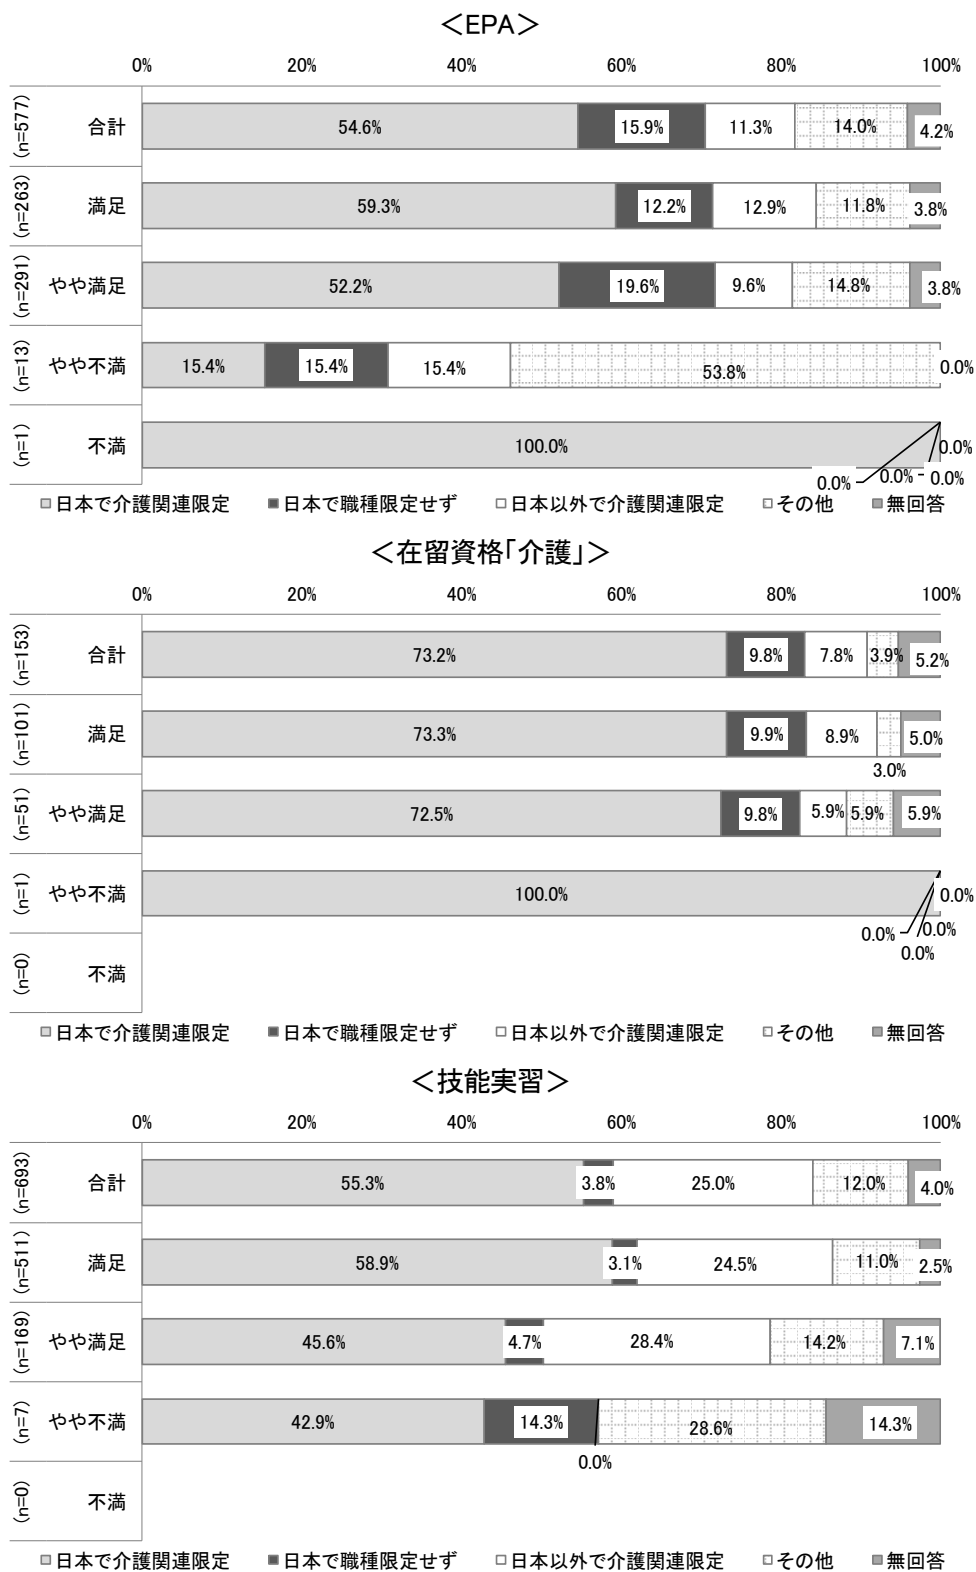 ＜EPA＞
0% 20% 40% 60% 80% 100%
(n=577) 合計 54.6% 15.9% 11.3% 14.0% 4.2%
(n=263) 満足 59.3% 12.2% 12.9% 11.8% 3.8%
(n=291) やや満足 52.2% 19.6% 9.6% 14.8% 3.8%
(n=13) やや不満 15.4% 15.4% 15.4% 53.8% 0.0%
(n=1) 不満 100.0% 0.0%
0.0% 0.0% 0.0%
日本で介護関連限定 日本で職種限定せず 日本以外で介護関連限定 その他 無回答
＜在留資格｢介護｣＞
0% 20% 40% 60% 80% 100%
(n=153) 合計 73.2% 9.8% 7.8% 3.9% 5.2%
(n=101) 満足 73.3% 9.9% 8.9% 5.0%
3.0%
(n=51) やや満足 72.5% 9.8% 5.9% 5.9% 5.9%
(n=1) やや不満 100.0% 0.0%
0.0% 0.0%
0.0%
(n=0) 不満
日本で介護関連限定 日本で職種限定せず 日本以外で介護関連限定 その他 無回答
＜技能実習＞
0% 20% 40% 60% 80% 100%
(n=693) 合計 55.3% 3.8% 25.0% 12.0% 4.0%
(n=511) 満足 58.9% 3.1% 24.5% 11.0% 2.5%
(n=169) やや満足 45.6% 4.7% 28.4% 14.2% 7.1%
(n=7) やや不満 42.9% 14.3% 28.6% 14.3%
0.0%
(n=0) 不満
日本で介護関連限定 日本で職種限定せず 日本以外で介護関連限定 その他 無回答